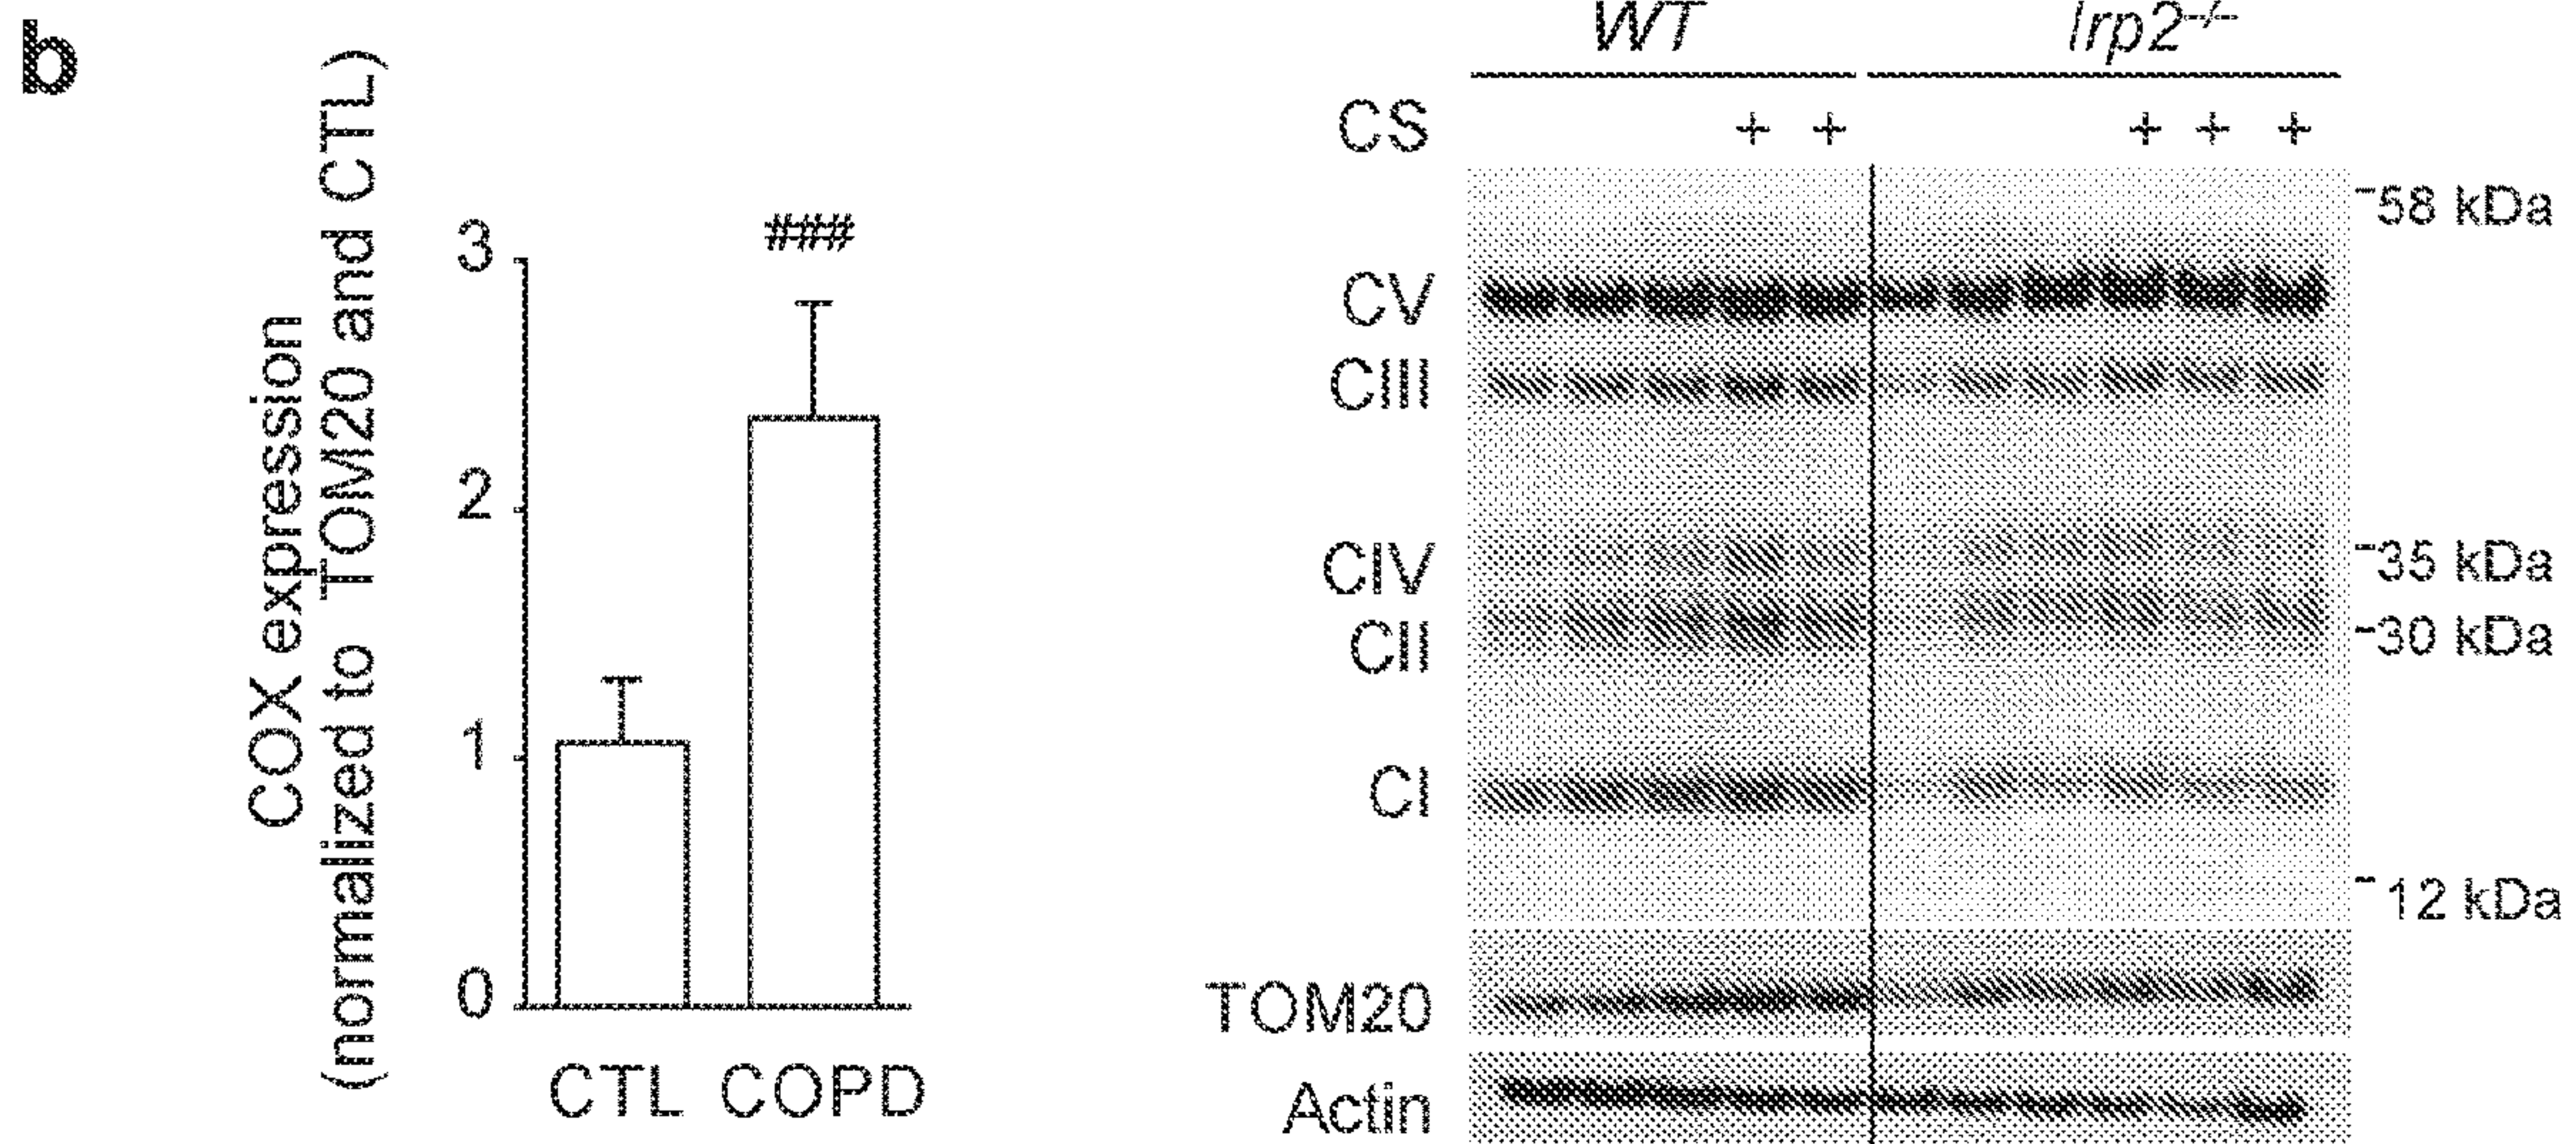 b
COX expression
(normalized to TOM20 and CTL)
3
2
1
0
###
CTL COPD
WT Irp2-/-
CS + + + + +
CV
CIII
CIV
CII
CI
TOM20
Actin
58 kDa
35 kDa
30 kDa
12 kDa